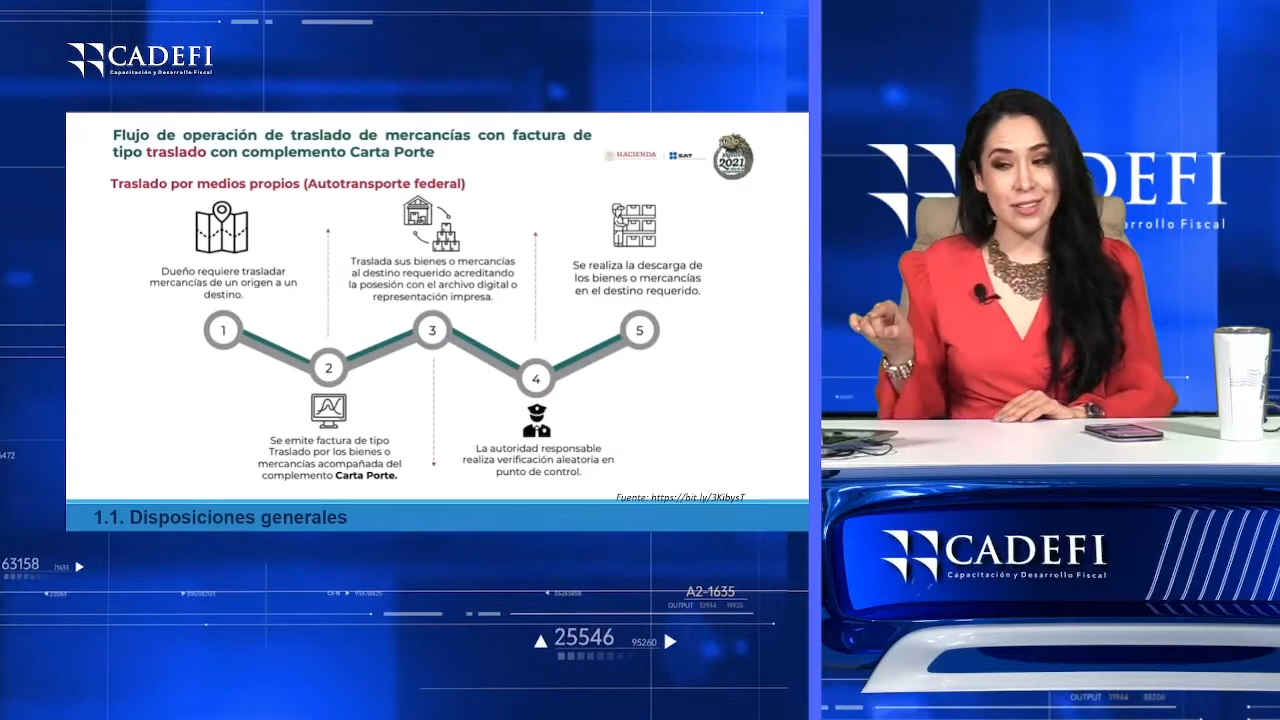 CADEFI
Capacitación y Desarrollo Fiscal
Flujo de operación de traslado de mercancías con factura de
tipo traslado con complemento Carta Porte
HACIENDA
SAT
2021
Traslado por medios propios (Autotransporte federal)
Dueño requiere trasladar
mercancías de un origen a un
destino.
Traslada sus bienes o mercancías
al destino requerido acreditando
la posesión con el archivo digital o
representación impresa.
Se realiza la descarga de
los bienes o mercancías
en el destino requerido.
1
2
3
4
5
Se emite factura de tipo
Traslado por los bienes o
mercancías acompañada del
complemento Carta Porte.
La autoridad responsable
realiza verificación aleatoria en
punto de control.
Fuente: https://bit.ly/3KibysT
1.1. Disposiciones generales
DEFI
arrollo Fiscal
CADEFI
Capacitación y Desarrollo Fiscal
6472
63158
A2-1635
OUTPUT
25546
95260
OUTPUT